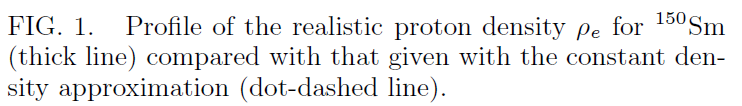 FIG. 1. Profile of the realistic proton density ρₑ for ¹⁵⁰Sm
(thick line) compared with that given with the constant den-
sity approximation (dot-dashed line).